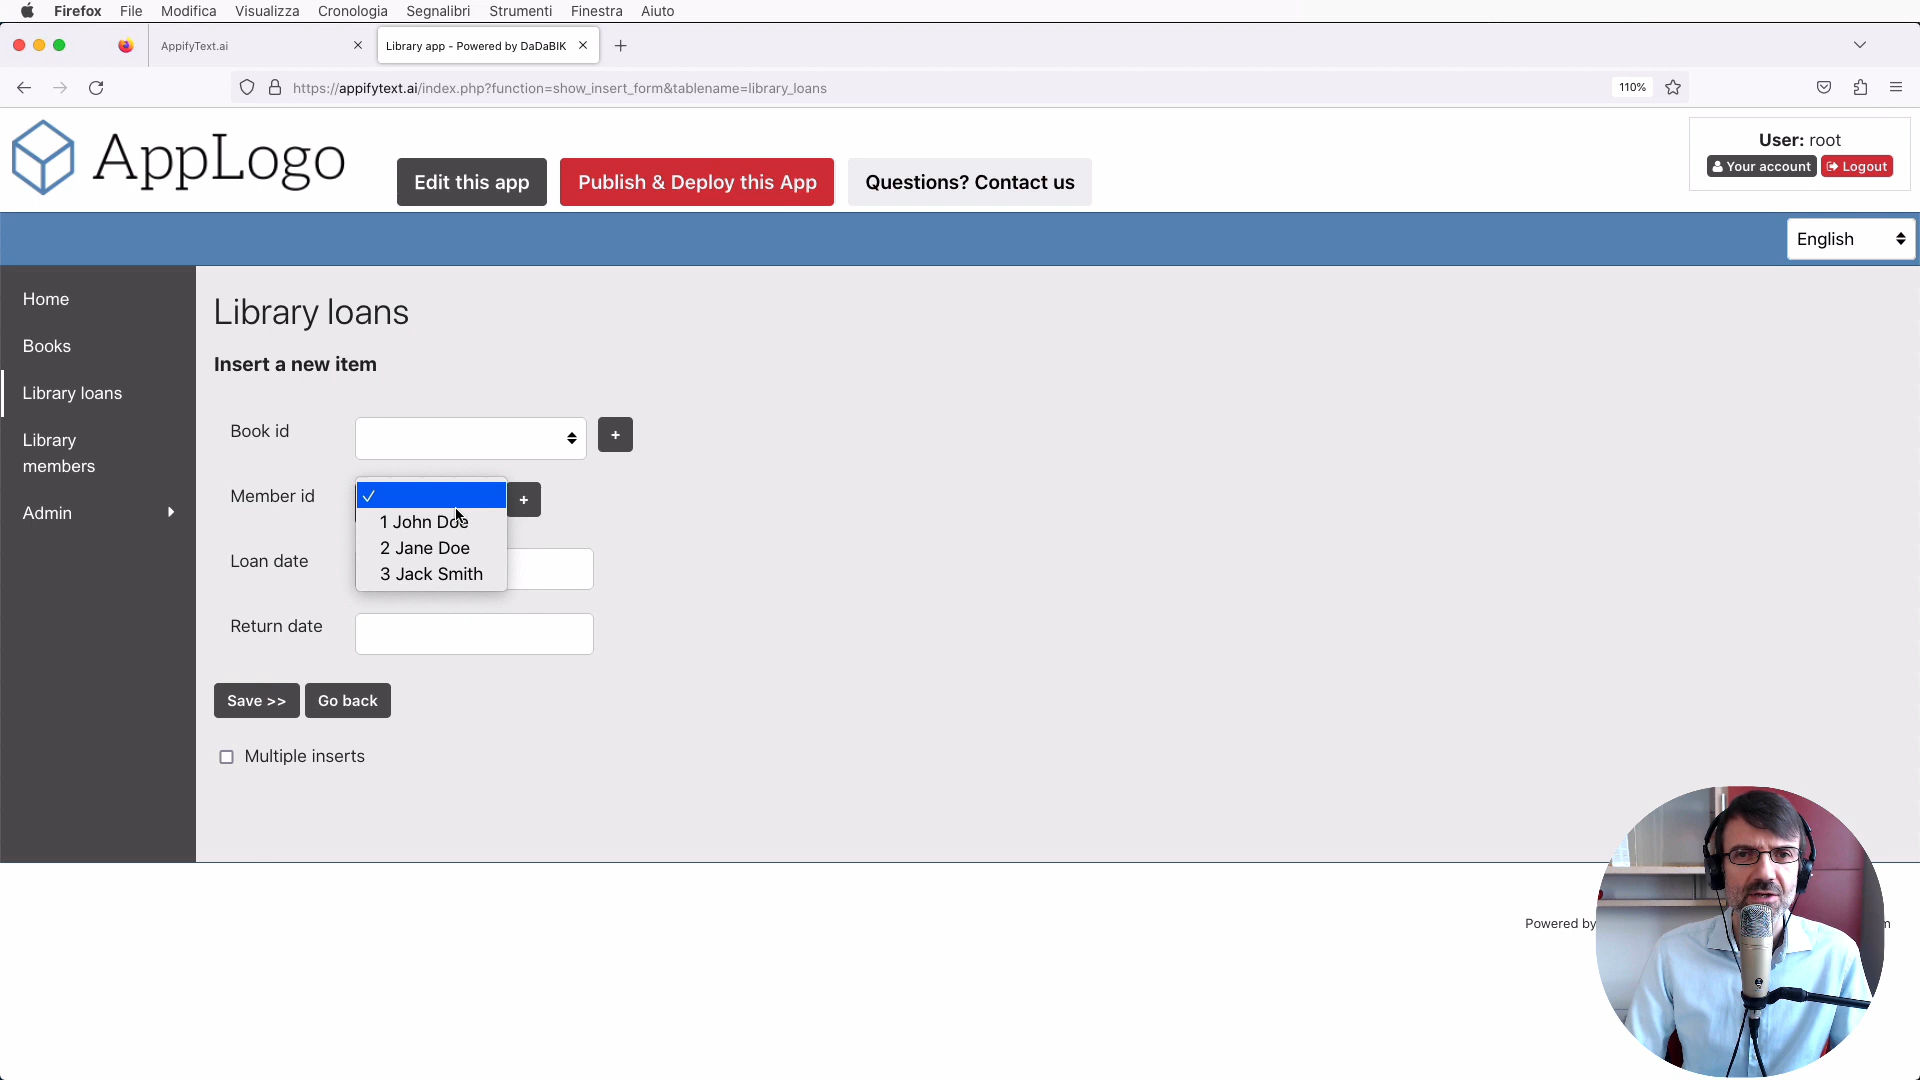 Firefox File Modifica Visualizza Cronologia Segnalibri Strumenti Finestra Aiuto
AppifyText.ai
Library app - Powered by DaDaBIK
https://appifytext.ai/index.php?function=show_insert_form&tablename=library_loans
110%
AppLogo
Edit this app
Publish & Deploy this App
Questions? Contact us
User: root
Your account
Logout
English
Home
Books
Library loans
Library
members
Admin
Library loans
Insert a new item
Book id
+
Member id
+
1 John Doe
2 Jane Doe
3 Jack Smith
Loan date
Return date
Save >>
Go back
Multiple inserts
Powered by